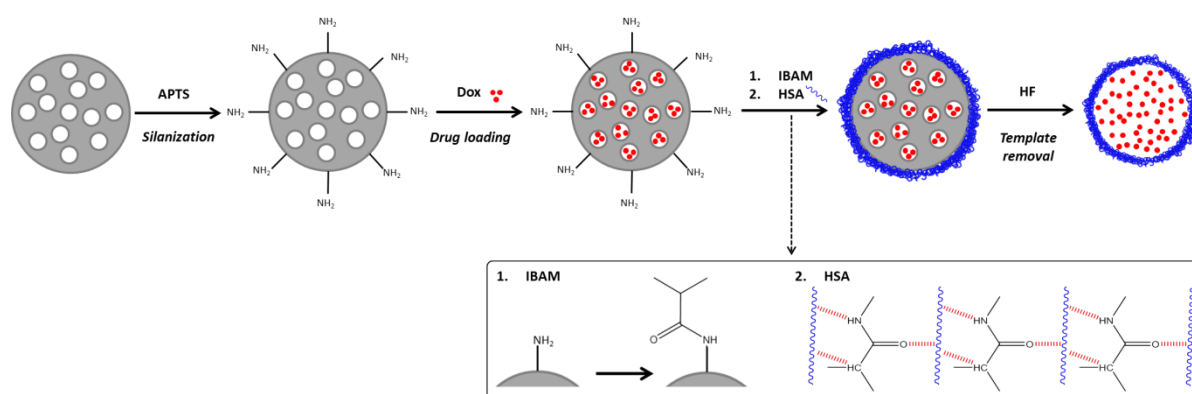 APTS
Silanization
NH₂
NH₂
NH₂
NH₂
NH₂
NH₂
NH₂
NH₂
Dox
Drug loading
NH₂
NH₂
NH₂
NH₂
NH₂
NH₂
NH₂
NH₂
1. IBAM
2. HSA
HF
Template
removal
1. IBAM
NH₂
O
NH
2. HSA
HN
O
HC
HN
O
HC
HN
O
HC